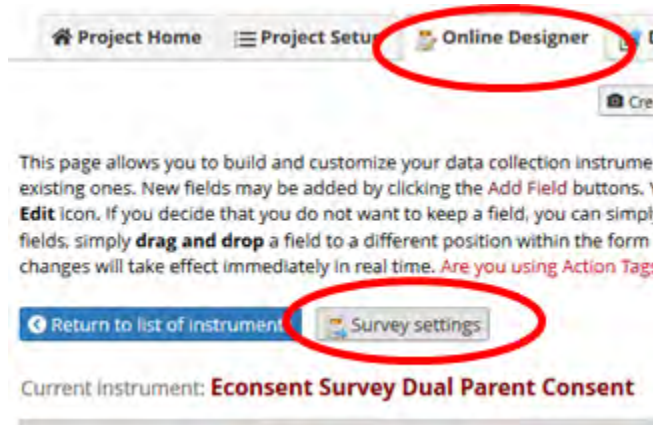 Project Home Project Setup Online Designer
Cre
This page allows you to build and customize your data collection instrume
existing ones. New fields may be added by clicking the Add Field buttons.
Edit icon. If you decide that you do not want to keep a field, you can simpl
fields, simply drag and drop a field to a different position within the form
changes will take effect immediately in real time. Are you using Action Tags
Return to list of instrument Survey settings
Current instrument: Econsent Survey Dual Parent Consent